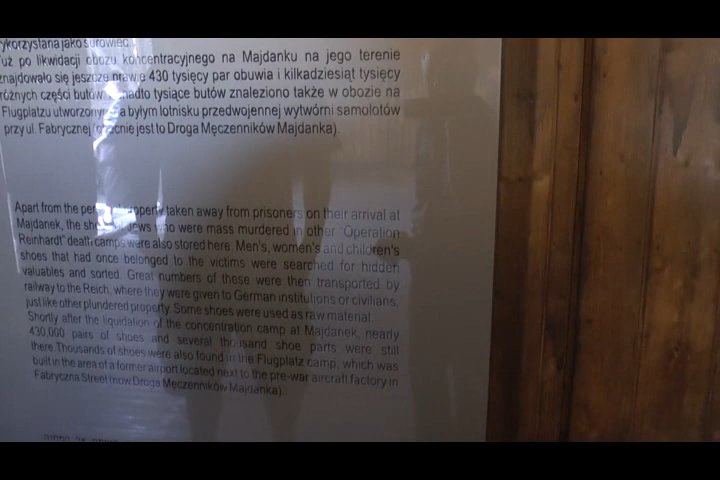 ykorzystana jako surowiec.
uż po likwidacji obozu koncentracyjnego na Majdanku na jego terenie
znajdowało się jeszcze prawie 430 tysięcy par obuwia i kilkadziesiąt tysięcy
różnych części butów. nadto tysiące butów znaleziono także w obozie na
Flugplatzu utworzonym a byłym lotnisku przedwojennej wytwórni samolotów
przy ul. Fabrycznej (obecnie jest to Droga Męczenników Majdanka).
Apart from the personal property taken away from prisoners on their arrival at
Majdanek, the shoes Jews who were mass murdered in other "Operation
Reinhardt" death camps were also stored here. Men's, women's and children's
shoes that had once belonged to the victims were searched for hidden
valuables and sorted. Great numbers of these were then transported by
railway to the Reich, where they were given to German institutions or civilians,
just like other plundered property. Some shoes were used as raw material.
Shortly after the liquidation of the concentration camp at Majdanek, nearly
430,000 pairs of shoes and several thousand shoe parts were still
there. Thousands of shoes were also found in the Flugplatz camp, which was
built in the area of a former airport located next to the pre-war aircraft factory in
Fabryczna Street (now Droga Męczenników Majdanka).